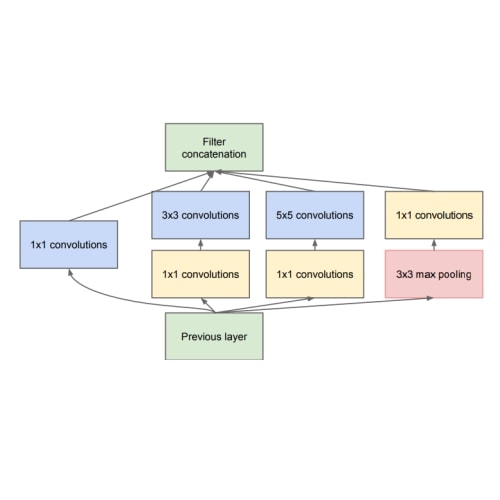 Filter
concatenation
3x3 convolutions
5x5 convolutions
1x1 convolutions
1x1 convolutions
1x1 convolutions
1x1 convolutions
3x3 max pooling
Previous layer